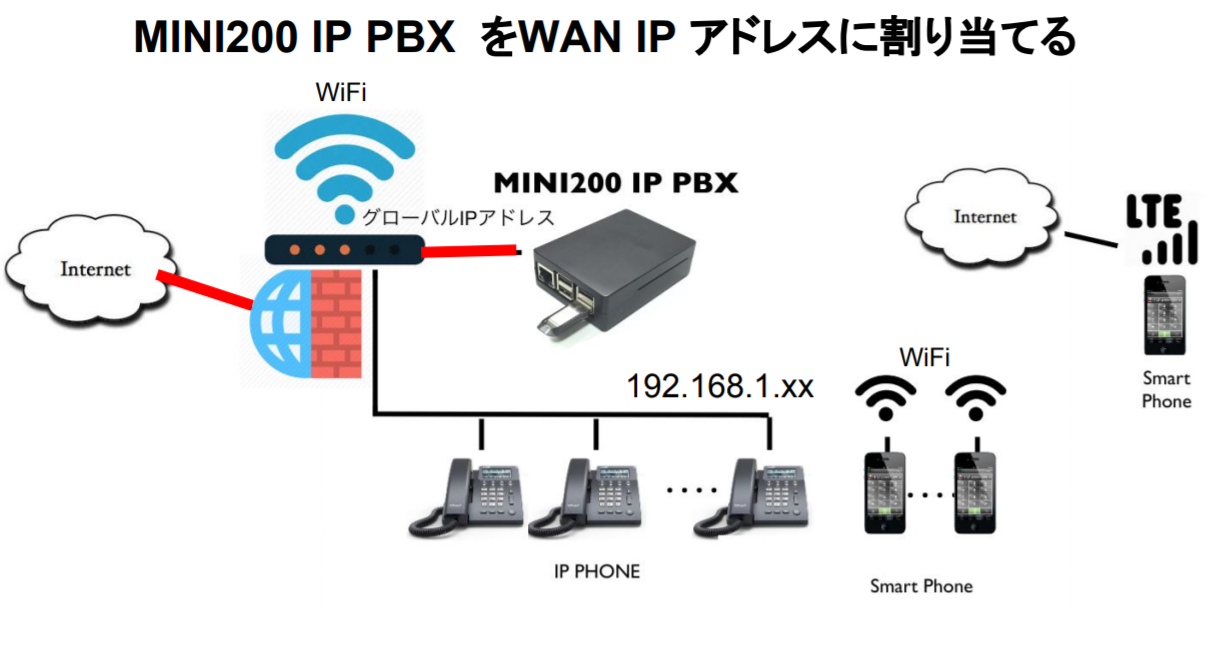 MINI200 IP PBX をWAN IP アドレスに割り当てる
WiFi
MINI200 IP PBX
グローバルIPアドレス
Internet
Internet
LTE
WiFi
192.168.1.xx
Smart
Phone
IP PHONE
Smart Phone